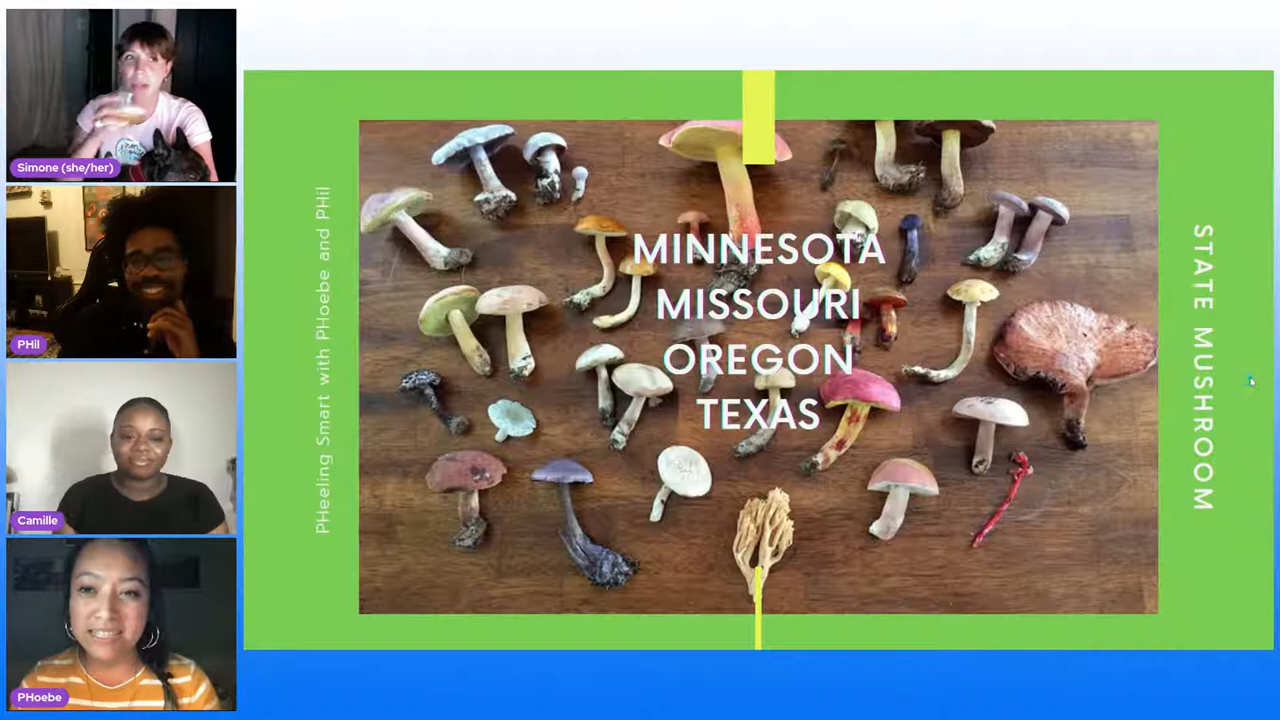 Simone (she/her)
PHil
Camille
PHoebe
PHeeling Smart with PHoebe and PHil
MINNESOTA
MISSOURI
OREGON
TEXAS
STATE MUSHROOM